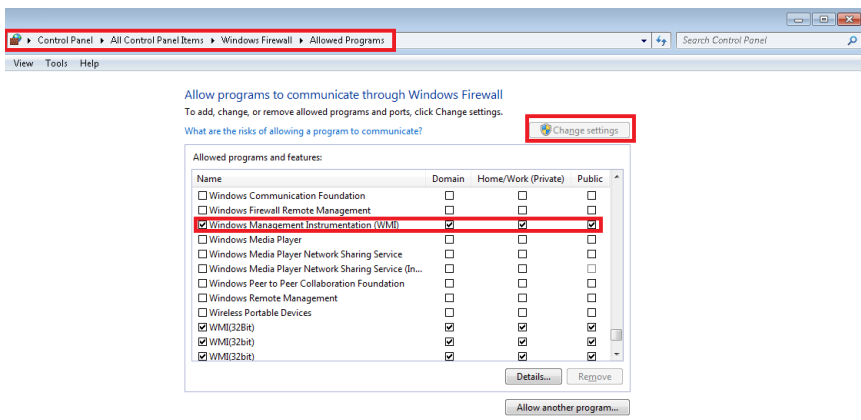 Control Panel ▸ All Control Panel Items ▸ Windows Firewall ▸ Allowed Programs
Search Control Panel
View Tools Help
Allow programs to communicate through Windows Firewall
To add, change, or remove allowed programs and ports, click Change settings.
What are the risks of allowing a program to communicate?
Change settings
Allowed programs and features:
Name Domain Home/Work (Private) Public
Windows Communication Foundation
Windows Firewall Remote Management
Windows Management Instrumentation (WMI)
Windows Media Player
Windows Media Player Network Sharing Service
Windows Media Player Network Sharing Service (In...
Windows Peer to Peer Collaboration Foundation
Windows Remote Management
Wireless Portable Devices
WMI(32Bit)
WMI(32bit)
WMI(32bit)
Details... Remove
Allow another program...